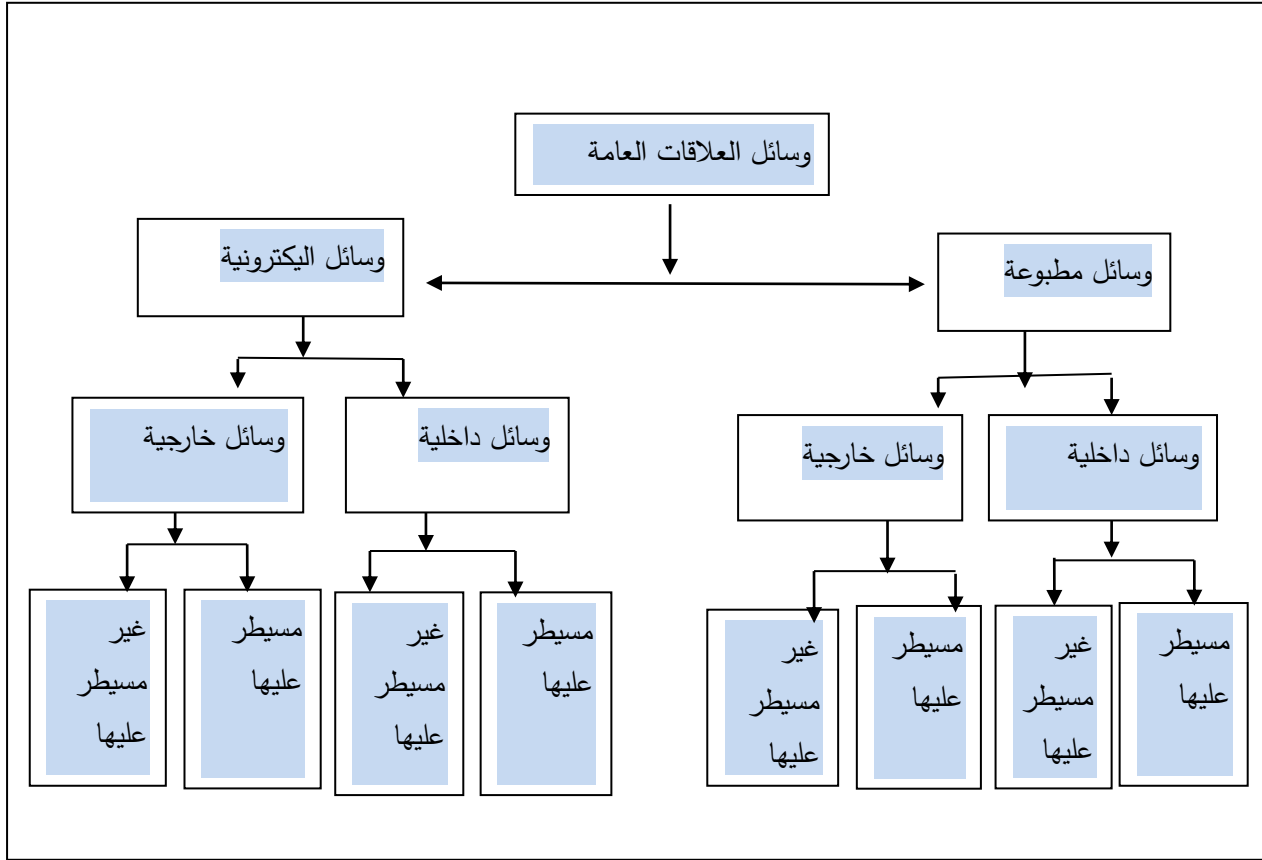 وسائل العلاقات العامة
وسائل مطبوعة
وسائل اليكترونية
وسائل داخلية
وسائل خارجية
وسائل داخلية
وسائل خارجية
مسيطر
عليها
غير
مسيطر
عليها
مسيطر
عليها
غير
مسيطر
عليها
مسيطر
عليها
غير
مسيطر
عليها
مسيطر
عليها
غير
مسيطر
عليها